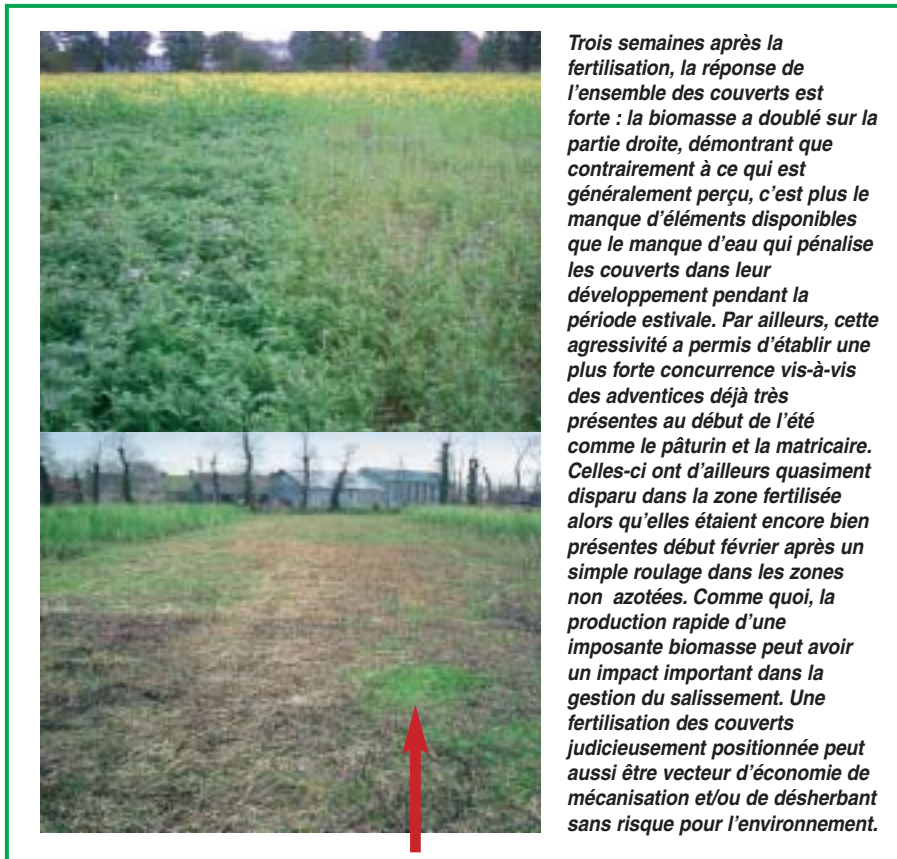 Trois semaines après la
fertilisation, la réponse de
l'ensemble des couverts est
forte : la biomasse a doublé sur la
partie droite, démontrant que
contrairement à ce qui est
généralement perçu, c'est plus le
manque d'éléments disponibles
que le manque d'eau qui pénalise
les couverts dans leur
développement pendant la
période estivale. Par ailleurs, cette
agressivité a permis d'établir une
plus forte concurrence vis-à-vis
des adventices déjà très
présentes au début de l'été
comme le pâturin et la matricaire.
Celles-ci ont d'ailleurs quasiment
disparu dans la zone fertilisée
alors qu'elles étaient encore bien
présentes début février après un
simple roulage dans les zones
non azotées. Comme quoi, la
production rapide d'une
imposante biomasse peut avoir
un impact important dans la
gestion du salissement. Une
fertilisation des couverts
judicieusement positionnée peut
aussi être vecteur d'économie de
mécanisation et/ou de désherbant
sans risque pour l'environnement.